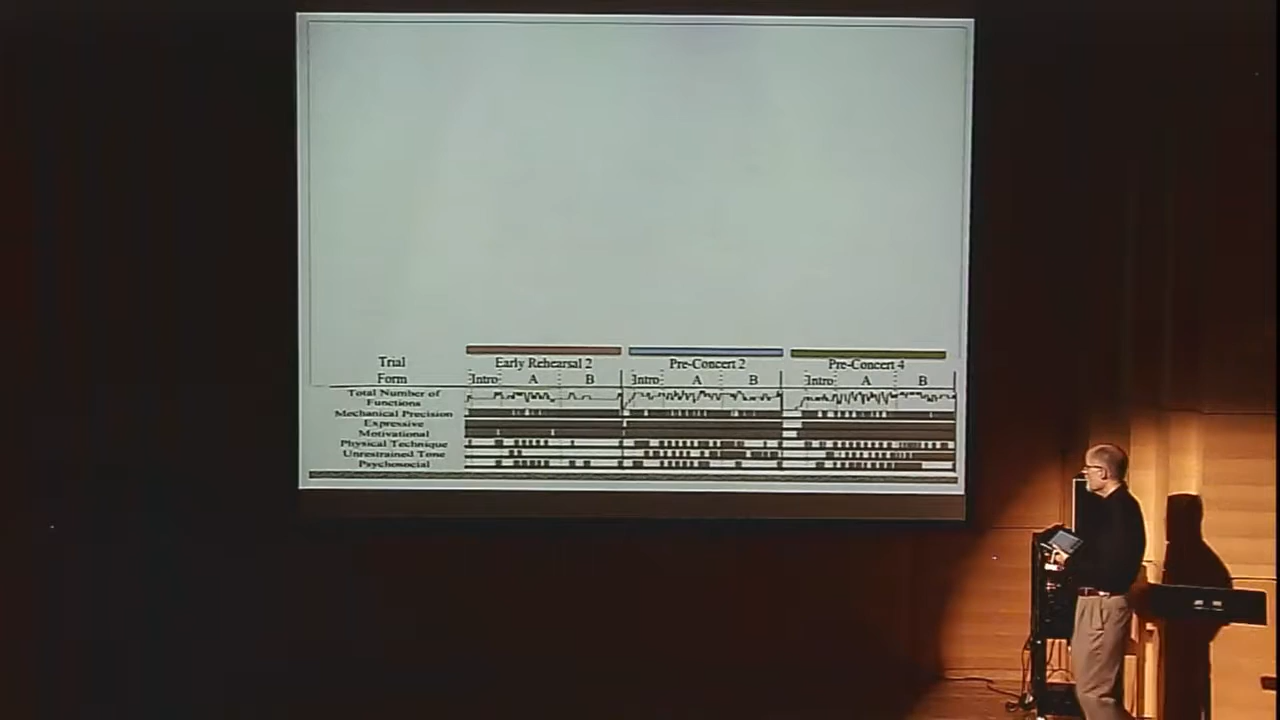 Trial Early Rehearsal 2 Pre-Concert 2 Pre-Concert 4
Form Intro A B Intro A B Intro A B
Total Number of
Functions
Mechanical Precision
Expressive
Motivational
Physical Technique
Unrestrained Tone
Psychosocial